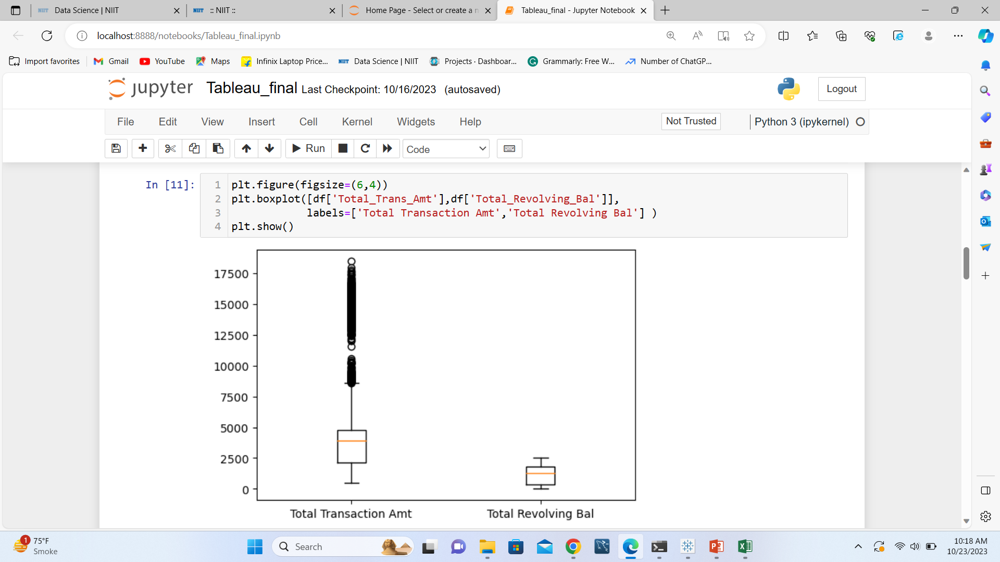 Data Science | NIIT
:: NIIT ::
Home Page - Select or create a n
Tableau_final - Jupyter Notebook
localhost:8888/notebooks/Tableau_final.ipynb
Import favorites
Gmail
YouTube
Maps
Infinix Laptop Price...
NIIT
Data Science | NIIT
Projects · Dashboar...
Grammarly: Free W...
Number of ChatGP...
jupyter
Tableau_final Last Checkpoint: 10/16/2023 (autosaved)
Logout
File Edit View Insert Cell Kernel Widgets Help
Not Trusted
Python 3 (ipykernel)
Run
Code
In [11]:
1 plt.figure(figsize=(6,4))
2 plt.boxplot([df['Total_Trans_Amt'],df['Total_Revolving_Bal']],
3 labels=['Total Transaction Amt','Total Revolving Bal'] )
4 plt.show()
17500
15000
12500
10000
7500
5000
2500
0
Total Transaction Amt
Total Revolving Bal
1
75°F
Smoke
Search
10:18 AM
10/23/2023